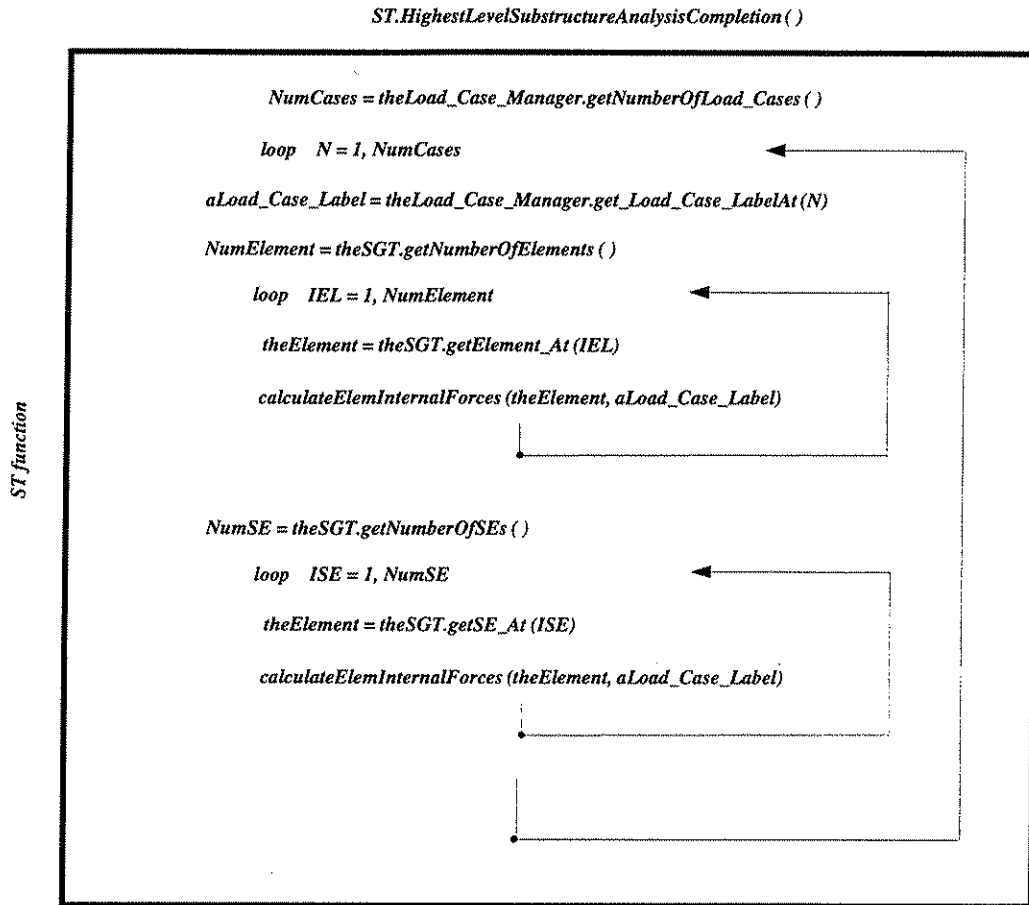 ST.HighestLevelSubstructureAnalysisCompletion ( )
NumCases = theLoad_Case_Manager.getNumberOfLoad_Cases ( )
loop N = 1, NumCases
aLoad_Case_Label = theLoad_Case_Manager.get_Load_Case_LabelAt (N)
NumElement = theSGT.getNumberOfElements ( )
loop IEL = 1, NumElement
theElement = theSGT.getElement_At (IEL)
calculateElemInternalForces (theElement, aLoad_Case_Label)
ST function
NumSE = theSGT.getNumberOfSEs ( )
loop ISE = 1, NumSE
theElement = theSGT.getSE_At (ISE)
calculateElemInternalForces (theElement, aLoad_Case_Label)